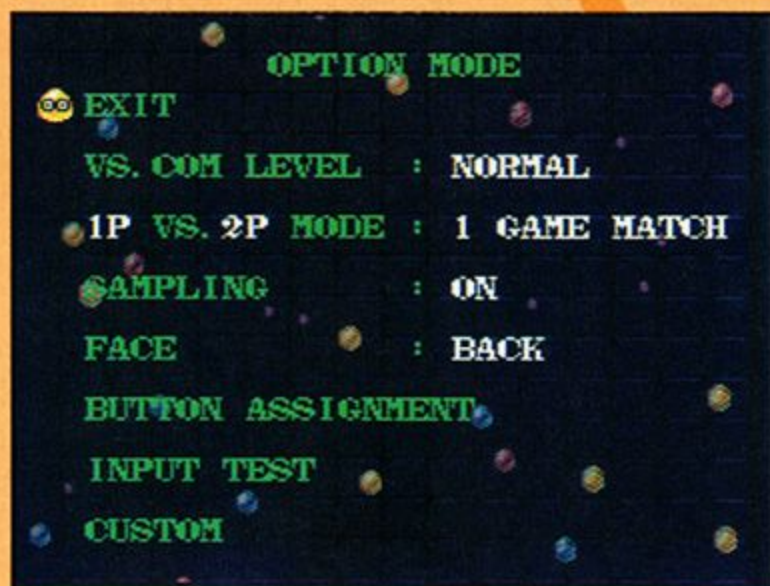 OPTION MODE
EXIT
VS. COM LEVEL : NORMAL
1P VS. 2P MODE : 1 GAME MATCH
SAMPLING : ON
FACE : BACK
BUTTON ASSIGNMENT
INPUT TEST
CUSTOM